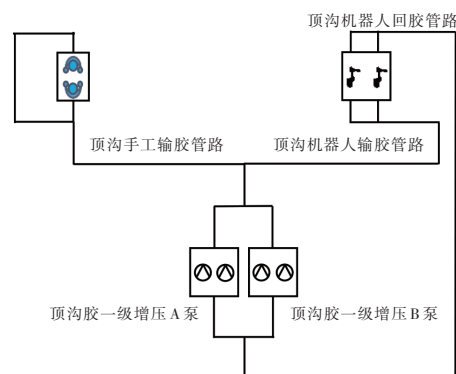 顶沟机器人回胶管路
顶沟手工输胶管路
顶沟机器人输胶管路
顶沟胶一级增压A泵
顶沟胶一级增压B泵